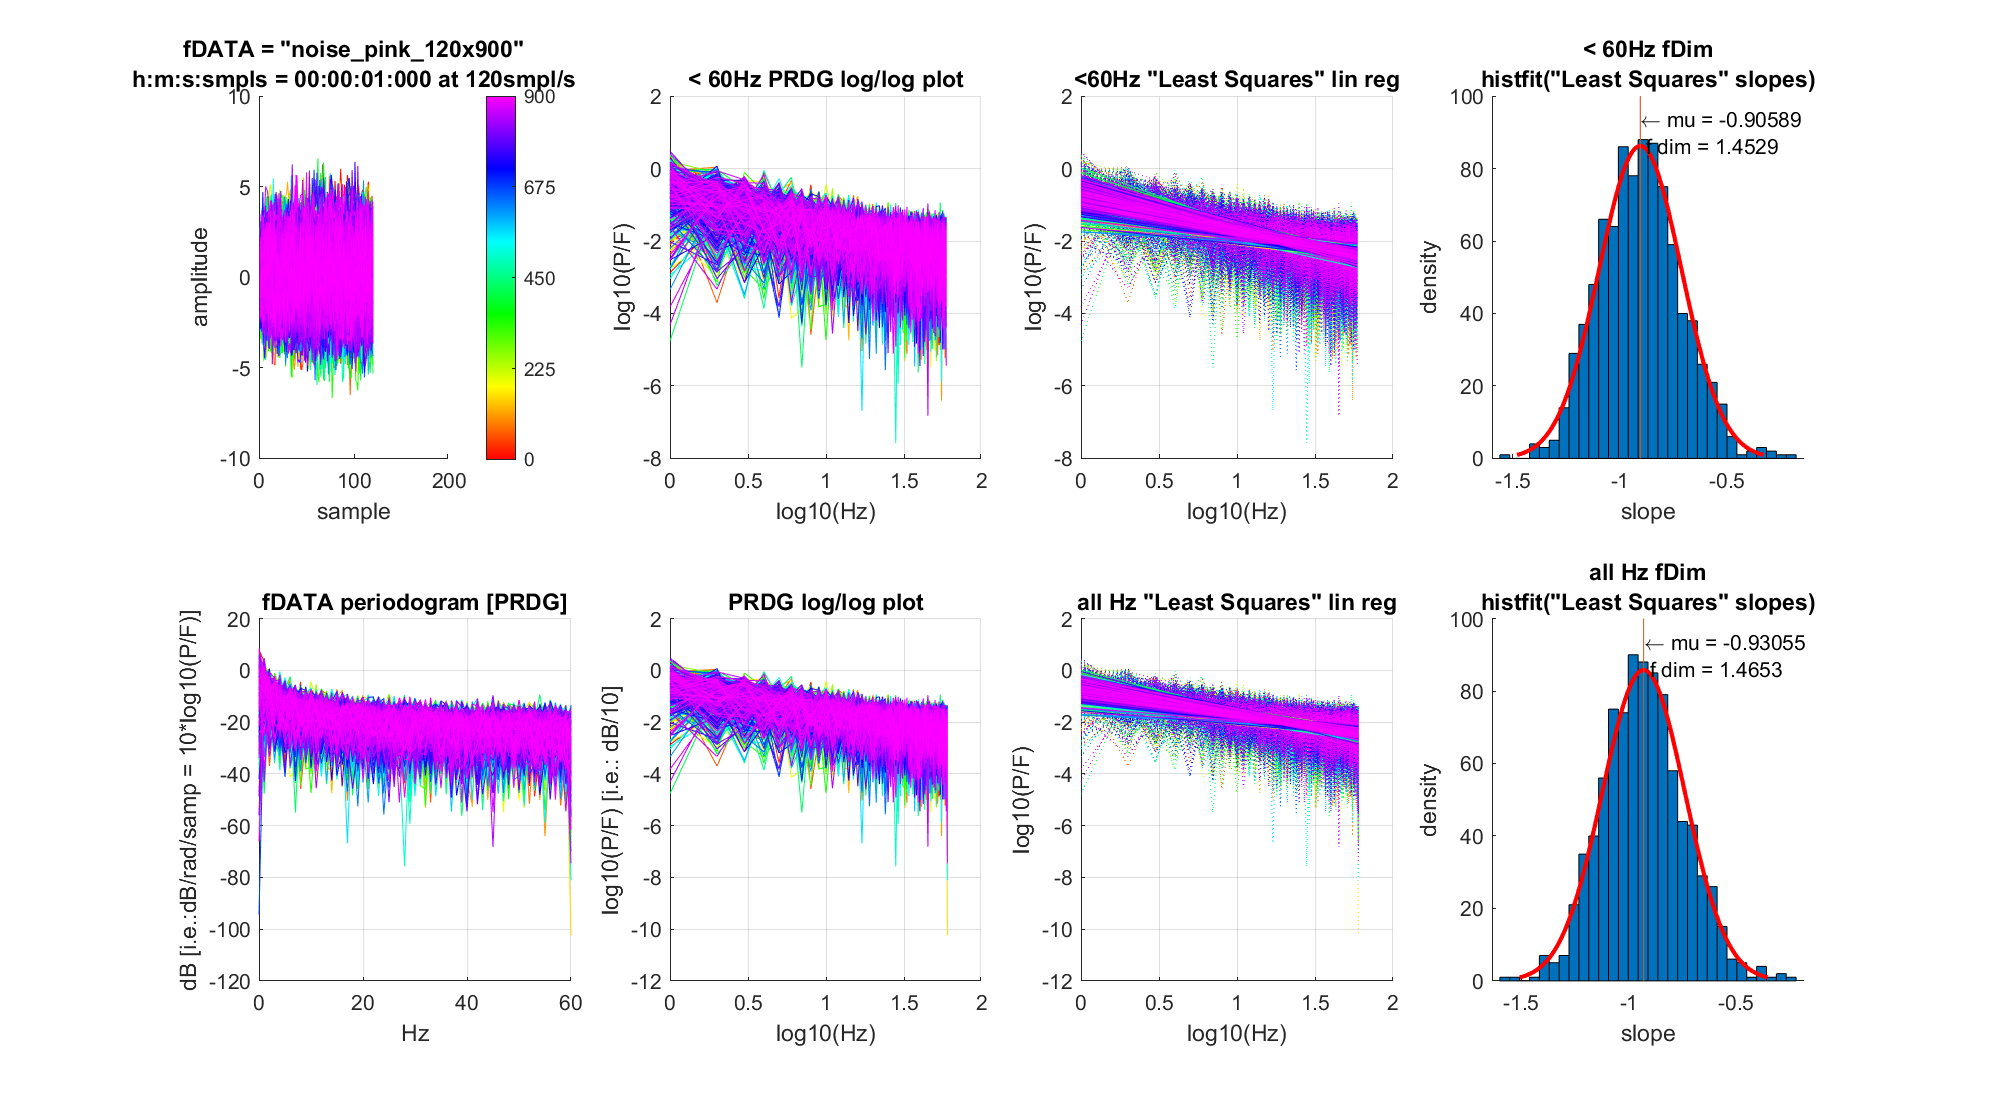 fDATA = "noise_pink_120x900"
h:m:s:smpls = 00:00:01:000 at 120smpl/s
10
5
0
-5
-10
0
100
200
sample
amplitude
900
675
450
225
0
< 60Hz PRDG log/log plot
2
0
-2
-4
-6
-8
0
0.5
1
1.5
2
log10(Hz)
log10(P/F)
<60Hz "Least Squares" lin reg
2
0
-2
-4
-6
-8
0
0.5
1
1.5
2
log10(Hz)
log10(P/F)
< 60Hz fDim
histfit("Least Squares" slopes)
← mu = -0.90589
f dim = 1.4529
100
80
60
40
20
0
-1.5
-1
-0.5
slope
density
fDATA periodogram [PRDG]
20
0
-20
-40
-60
-80
-100
-120
0
20
40
60
Hz
dB [i.e.:dB/rad/samp = 10*log10(P/F)]
PRDG log/log plot
2
0
-2
-4
-6
-8
-10
-12
0
0.5
1
1.5
2
log10(Hz)
log10(P/F) [i.e.: dB/10]
all Hz "Least Squares" lin reg
2
0
-2
-4
-6
-8
-10
-12
0
0.5
1
1.5
2
log10(Hz)
log10(P/F)
all Hz fDim
histfit("Least Squares" slopes)
← mu = -0.93055
f dim = 1.4653
100
80
60
40
20
0
-1.5
-1
-0.5
slope
density